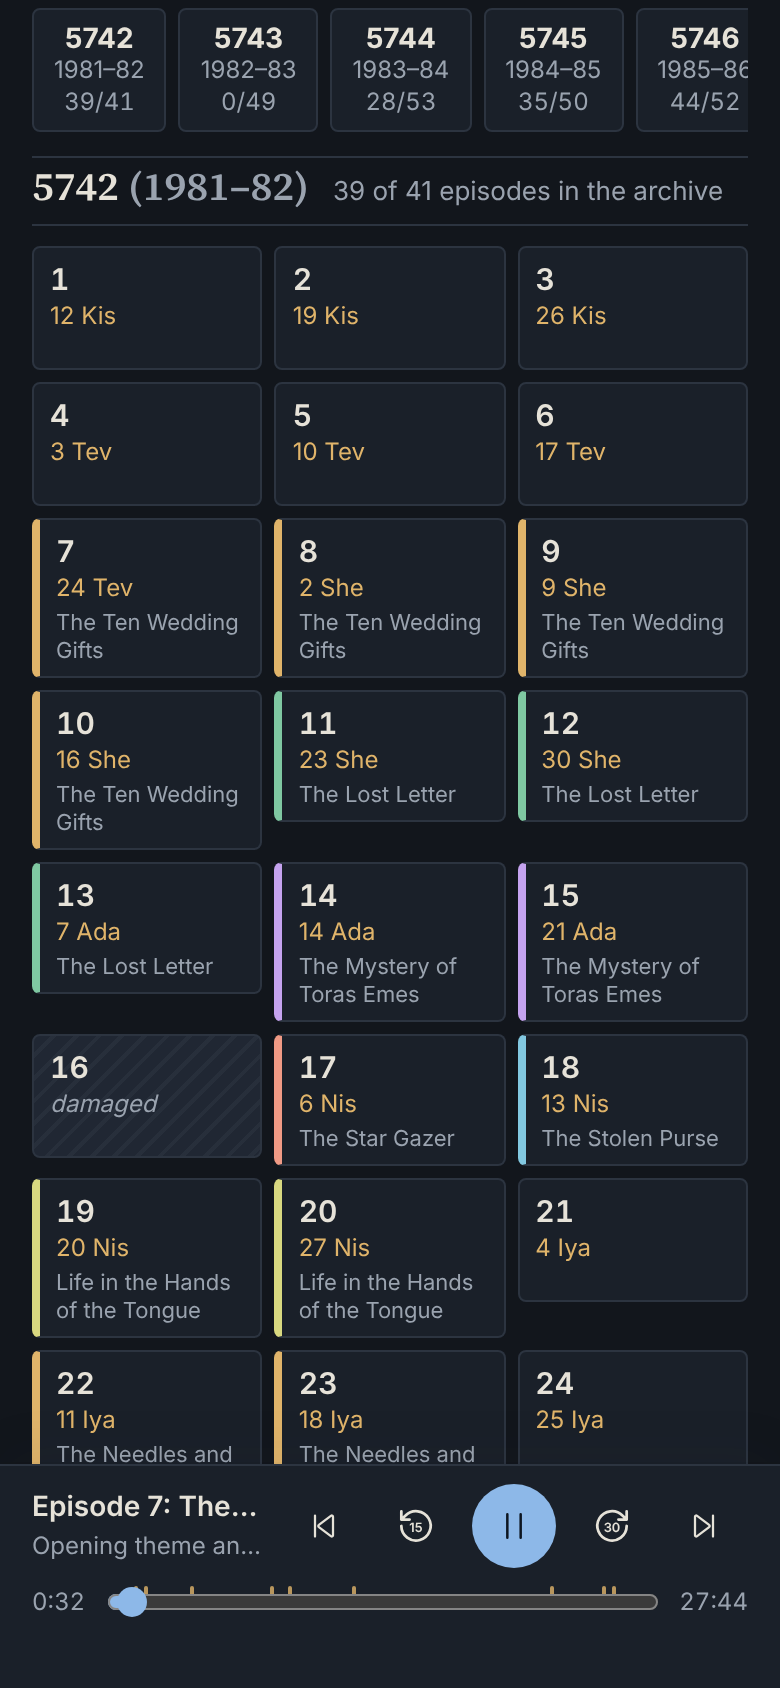 5742
1981–82
39/41
5743
1982–83
0/49
5744
1983–84
28/53
5745
1984–85
35/50
5746
1985–86
44/52
5742 (1981–82) 39 of 41 episodes in the archive
1
12 Kis
2
19 Kis
3
26 Kis
4
3 Tev
5
10 Tev
6
17 Tev
7
24 Tev
The Ten Wedding
Gifts
8
2 She
The Ten Wedding
Gifts
9
9 She
The Ten Wedding
Gifts
10
16 She
The Ten Wedding
Gifts
11
23 She
The Lost Letter
12
30 She
The Lost Letter
13
7 Ada
The Lost Letter
14
14 Ada
The Mystery of
Toras Emes
15
21 Ada
The Mystery of
Toras Emes
16
damaged
17
6 Nis
The Star Gazer
18
13 Nis
The Stolen Purse
19
20 Nis
Life in the Hands
of the Tongue
20
27 Nis
Life in the Hands
of the Tongue
21
4 Iya
22
11 Iya
The Needles and
23
18 Iya
The Needles and
24
25 Iya
Episode 7: The...
Opening theme an...
15
30
0:32
27:44